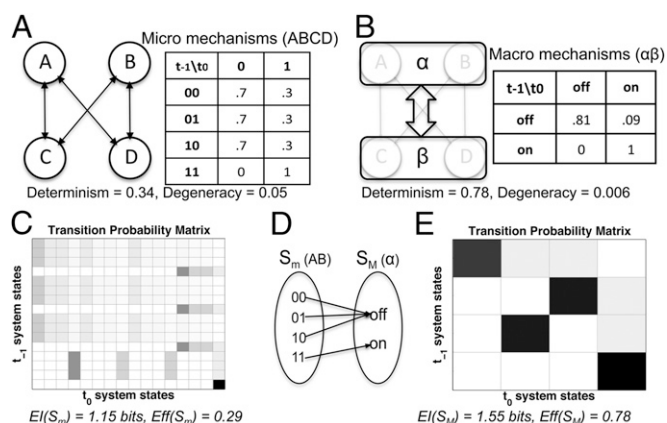 A
Micro mechanisms (ABCD)
A B
C D
t-1\t0 0 1
00 .7 .3
01 .7 .3
10 .7 .3
11 0 1
Determinism = 0.34, Degeneracy = 0.05
B
Macro mechanisms (αβ)
A α B
C β D
t-1\t0 off on
off .81 .09
on 0 1
Determinism = 0.78, Degeneracy = 0.006
C
Transition Probability Matrix
t-1 system states
t0 system states
EI(Sm) = 1.15 bits, Eff(Sm) = 0.29
D
Sm (AB) SM (α)
00
01 off
10
on
11
E
Transition Probability Matrix
t-1 system states
t0 system states
EI(SM) = 1.55 bits, Eff(SM) = 0.78